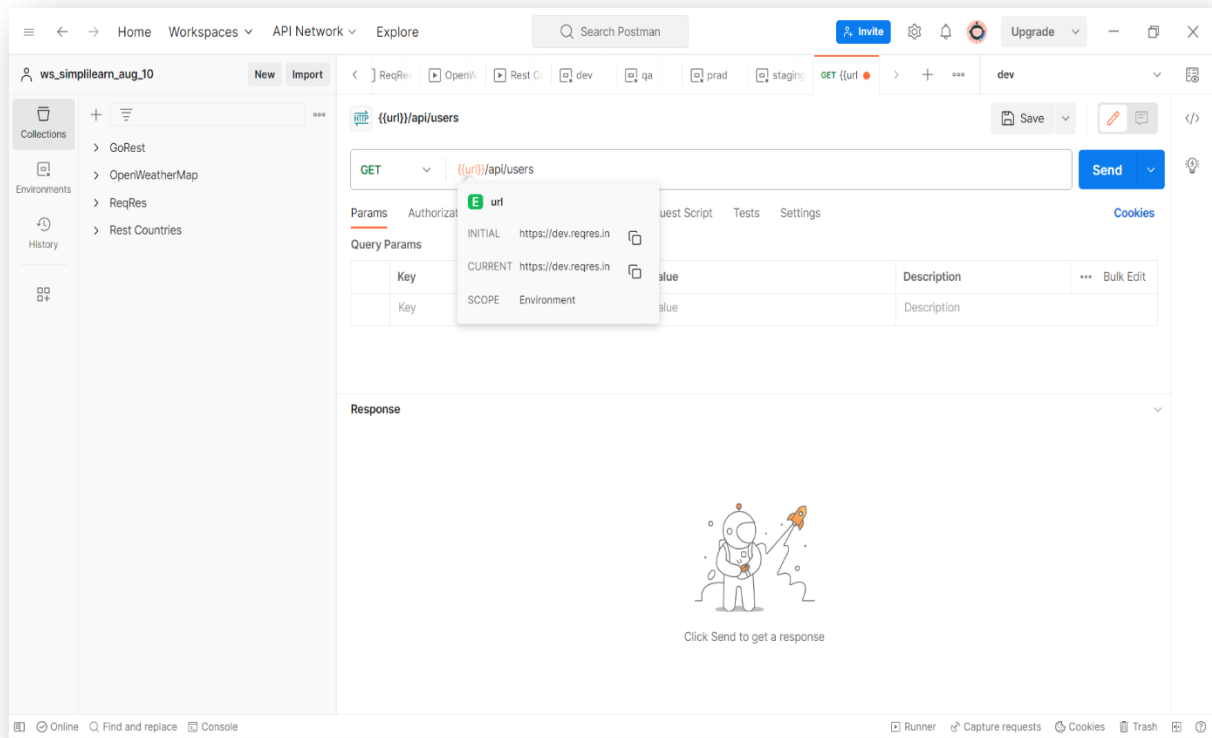 Home Workspaces API Network Explore Search Postman Invite Upgrade
ws_simplilearn_aug_10 New Import ReqRe OpenW Rest C dev qa prad staging GET {{url dev
HTTP {{url}}/api/users Save
Collections
GoRest
OpenWeatherMap
ReqRes
Rest Countries
Environments
History
GET {{url}}/api/users Send
E url
INITIAL https://dev.reqres.in
CURRENT https://dev.reqres.in
SCOPE Environment
Params Authorizat uest Script Tests Settings Cookies
Query Params
Key alue Description Bulk Edit
Key alue Description
Response
Click Send to get a response
Online Find and replace Console Runner Capture requests Cookies Trash